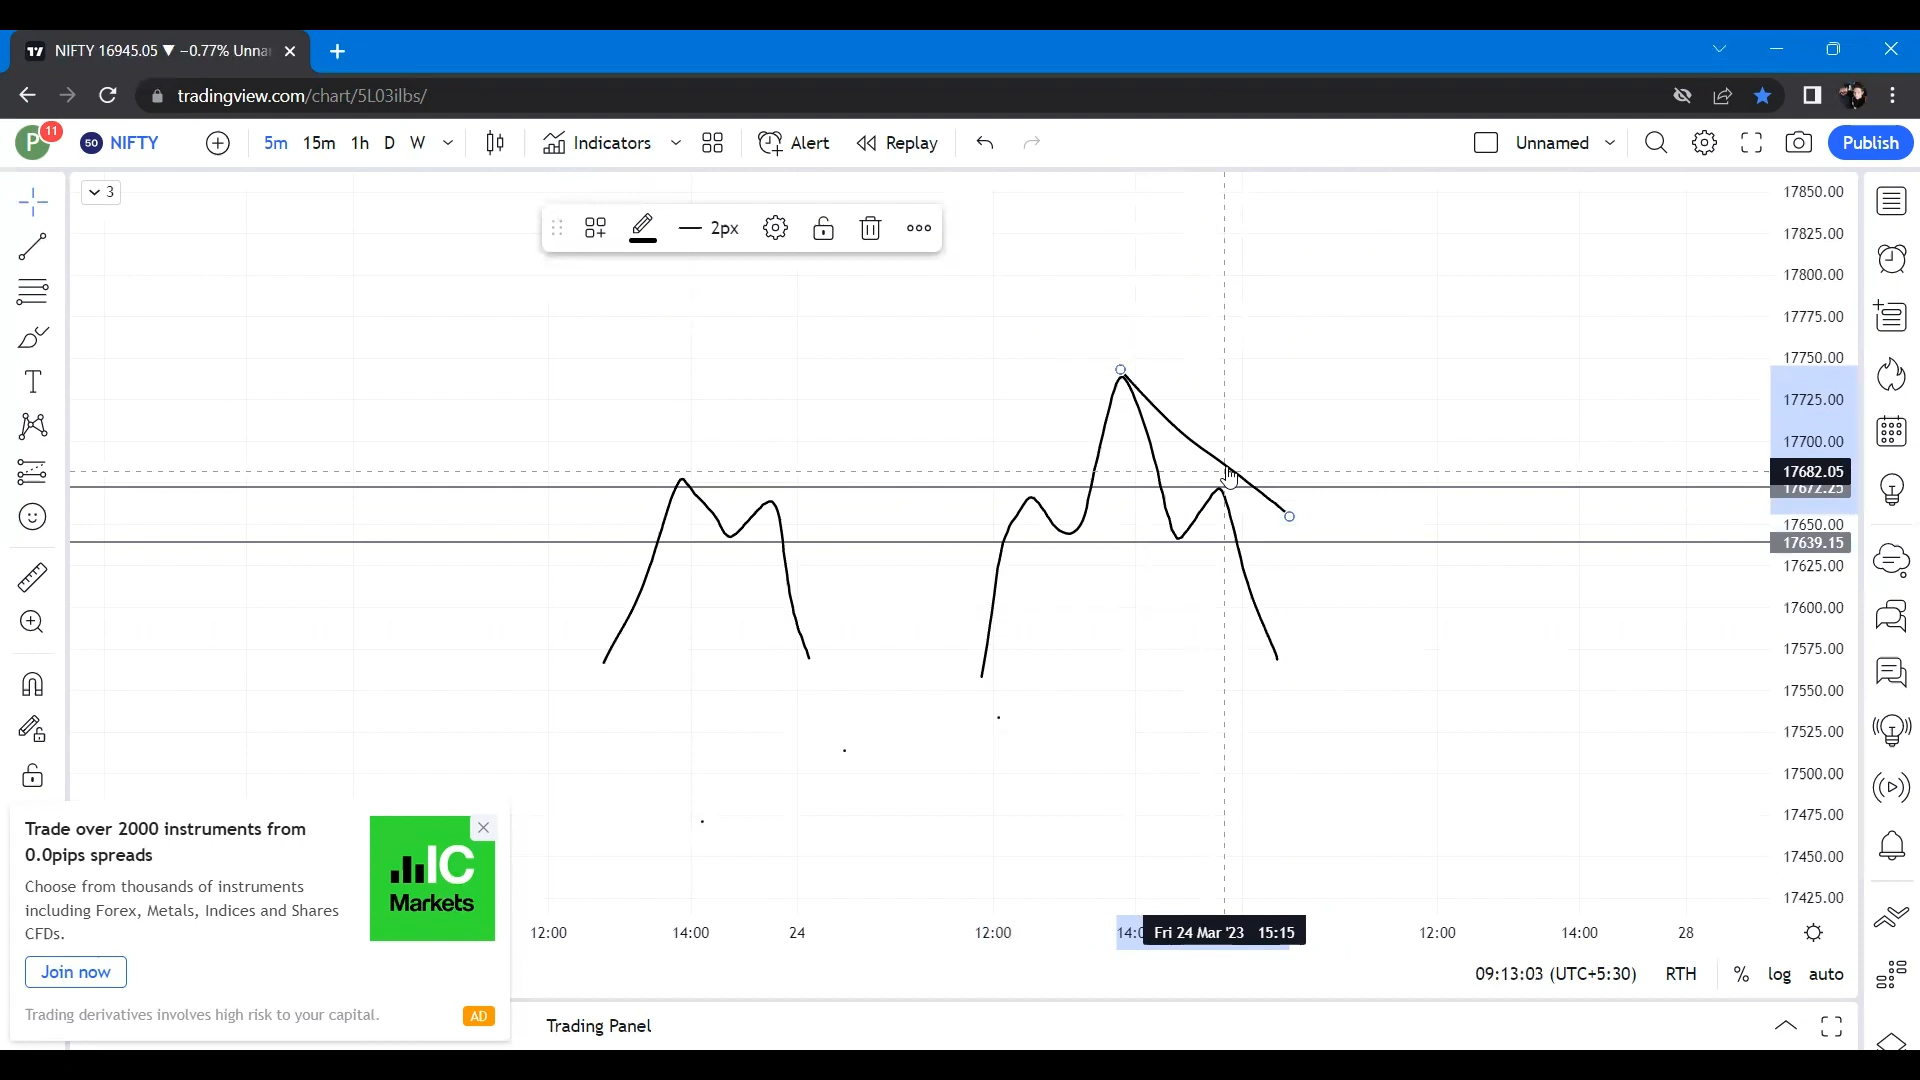 NIFTY 16945.05 ▼ −0.77% Unna
tradingview.com/chart/5L03ilbs/
P 11 50 NIFTY 5m 15m 1h D W Indicators Alert Replay Unnamed Publish
3
2px
17850.00
17825.00
17800.00
17775.00
17750.00
17725.00
17700.00
17682.05
17672.25
17650.00
17639.15
17625.00
17600.00
17575.00
17550.00
17525.00
17500.00
17475.00
17450.00
17425.00
Trade over 2000 instruments from
0.0pips spreads
Choose from thousands of instruments
including Forex, Metals, Indices and Shares
CFDs.
Join now
Trading derivatives involves high risk to your capital.
AD
IC
Markets
12:00 14:00 24 12:00 14:0 Fri 24 Mar '23 15:15 12:00 14:00 28
09:13:03 (UTC+5:30) RTH % log auto
Trading Panel